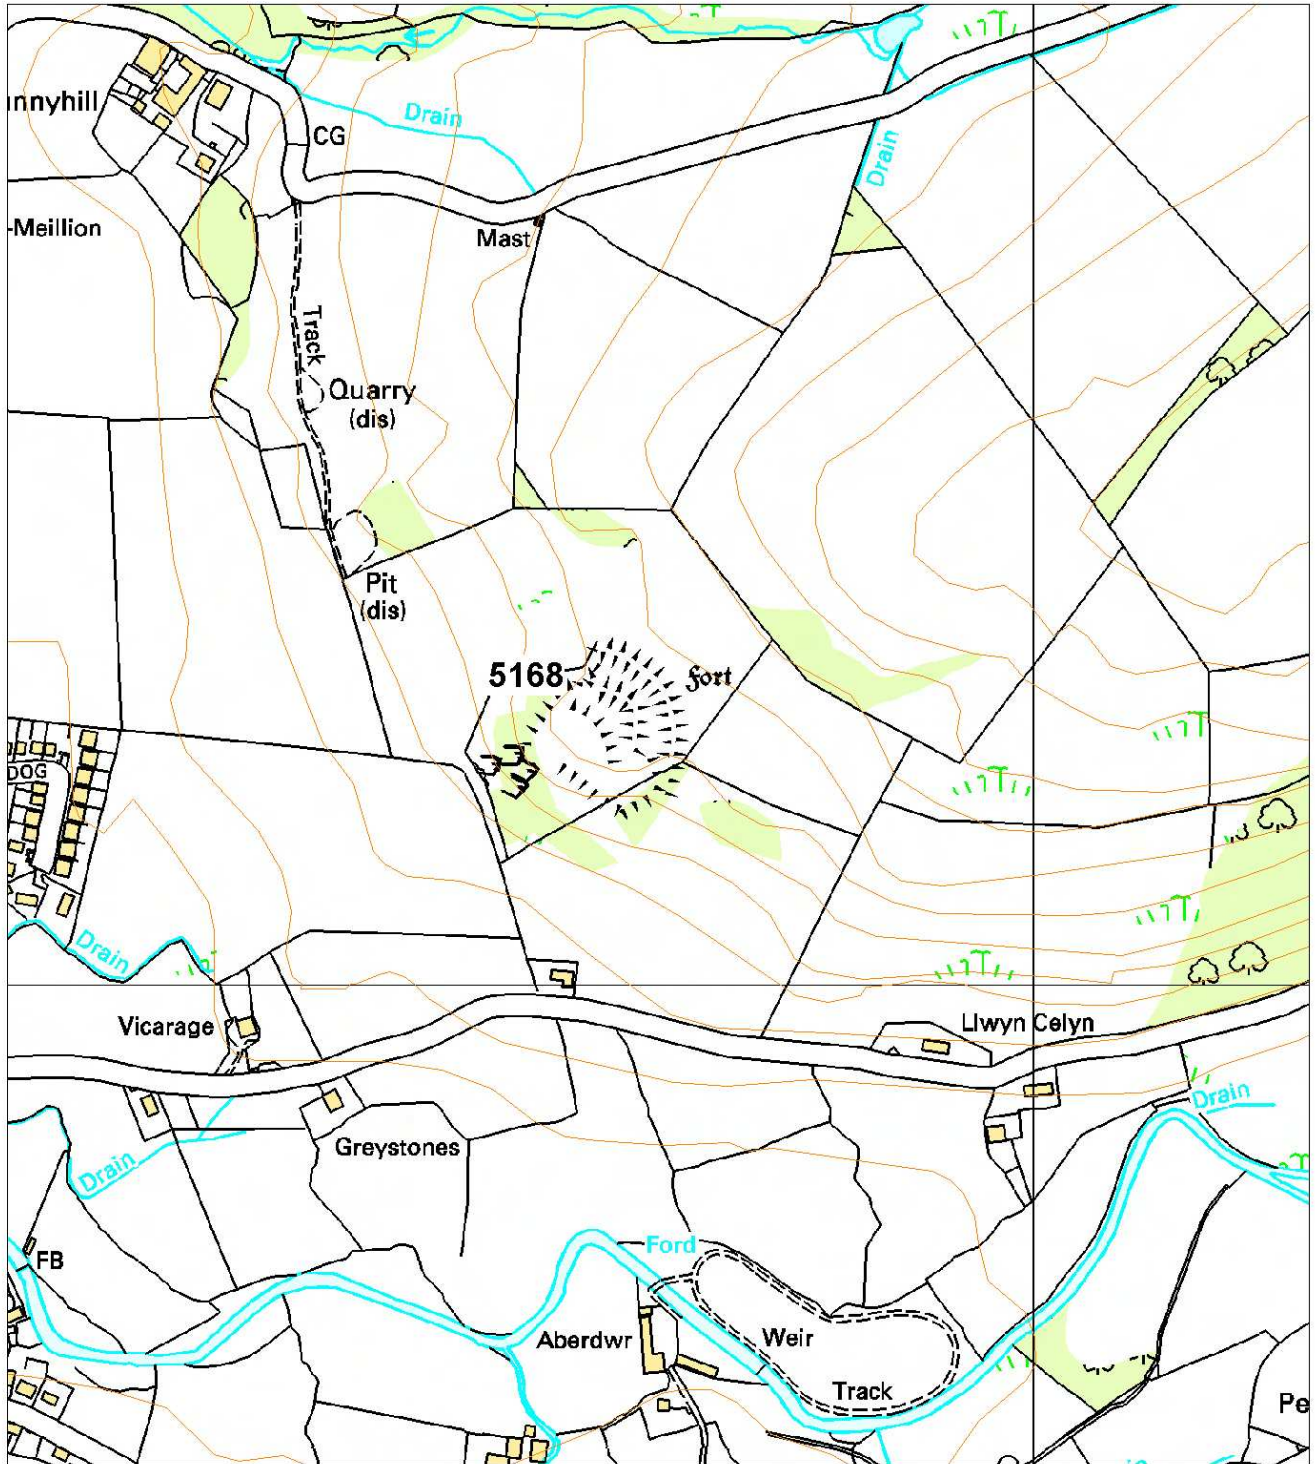 Drain
nnyhill
CG
Drain
-Meillion
Mast
Track
Quarry
(dis)
Pit
(dis)
5168
fort
DOG
Drain
Vicarage
Llwyn Celyn
Drain
Greystones
Drain
FB
Ford
Aberdwr
Weir
Track
Pe